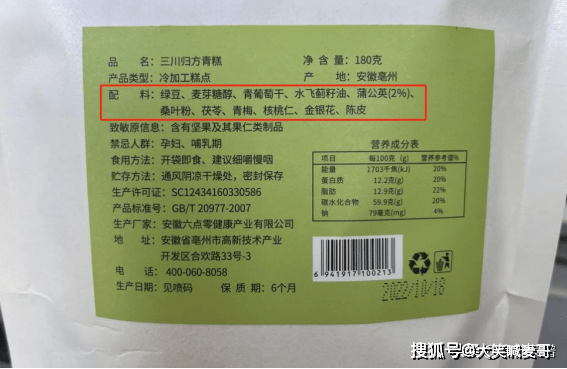 品 名：三川归方青糕 净 含 量：180克
产品类型：冷加工糕点 产 地：安徽亳州
配 料：绿豆、麦芽糖醇、青葡萄干、水飞蓟籽油、蒲公英(2%)、
桑叶粉、茯苓、青梅、核桃仁、金银花、陈皮
致敏原信息：含有坚果及其果仁类制品
禁忌人群：孕妇、哺乳期
食用方法：开袋即食、建议细嚼慢咽
贮存方法：通风阴凉干燥处，密封保存
生产许可证：SC12434160330586
产品标准号：GB/T 20977-2007
生产厂家：安徽六点零健康产业有限公司
地 址：安徽省亳州市高新技术产业
开发区合欢路33号-3
电 话：400-060-8058
生产日期：见喷码 保 质 期：6个月
营养成分表
项目 每100克 (g) 营养参考值%
能量 1703千焦(kJ) 20%
蛋白质 12.2克(g) 20%
脂肪 12.9克(g) 22%
碳水化合物 59.9克(g) 20%
钠 79毫克(mg) 4%
6 941917 100213
2022/10/18
搜狐号@大笑喊麦哥